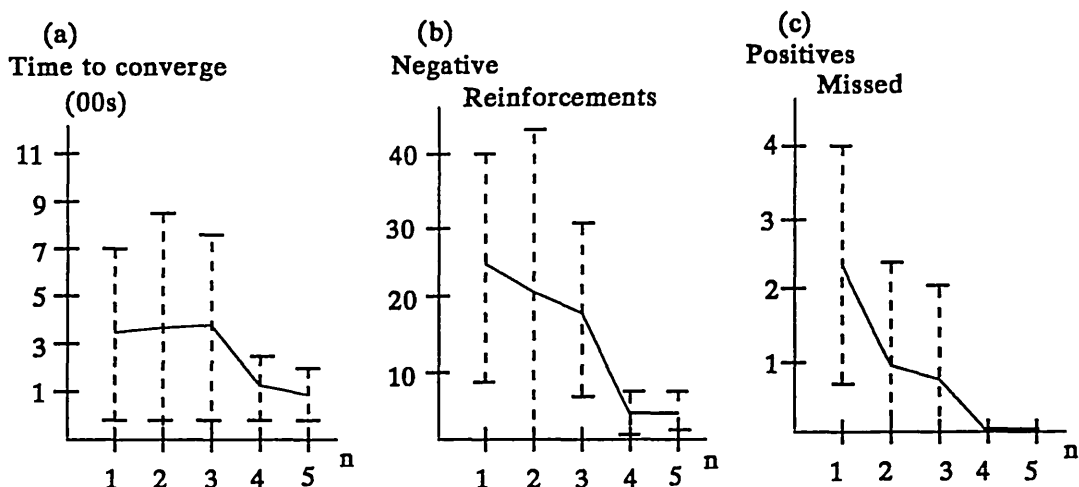 (a)
Time to converge
(00s)
11
9
7
5
3
1
1 2 3 4 5 n
(b)
Negative
Reinforcements
40
30
20
10
1 2 3 4 5 n
(c)
Positives
Missed
4
3
2
1
1 2 3 4 5 n